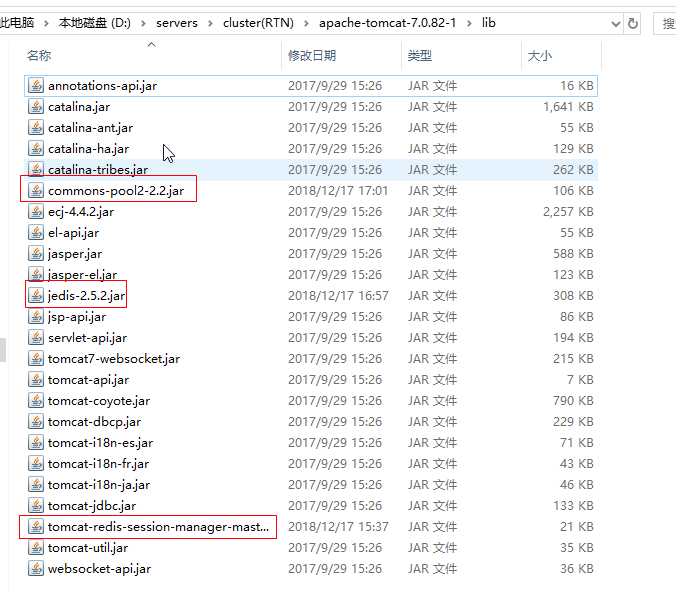 此电脑 > 本地磁盘 (D:) > servers > cluster(RTN) > apache-tomcat-7.0.82-1 > lib
名称 修改日期 类型 大小
annotations-api.jar 2017/9/29 15:26 JAR 文件 16 KB
catalina.jar 2017/9/29 15:26 JAR 文件 1,641 KB
catalina-ant.jar 2017/9/29 15:26 JAR 文件 55 KB
catalina-ha.jar 2017/9/29 15:26 JAR 文件 129 KB
catalina-tribes.jar 2017/9/29 15:26 JAR 文件 262 KB
commons-pool2-2.2.jar 2018/12/17 17:01 JAR 文件 106 KB
ecj-4.4.2.jar 2017/9/29 15:26 JAR 文件 2,257 KB
el-api.jar 2017/9/29 15:26 JAR 文件 55 KB
jasper.jar 2017/9/29 15:26 JAR 文件 588 KB
jasper-el.jar 2017/9/29 15:26 JAR 文件 123 KB
jedis-2.5.2.jar 2018/12/17 16:57 JAR 文件 308 KB
jsp-api.jar 2017/9/29 15:26 JAR 文件 86 KB
servlet-api.jar 2017/9/29 15:26 JAR 文件 194 KB
tomcat7-websocket.jar 2017/9/29 15:26 JAR 文件 215 KB
tomcat-api.jar 2017/9/29 15:26 JAR 文件 7 KB
tomcat-coyote.jar 2017/9/29 15:26 JAR 文件 790 KB
tomcat-dbcp.jar 2017/9/29 15:26 JAR 文件 229 KB
tomcat-i18n-es.jar 2017/9/29 15:26 JAR 文件 71 KB
tomcat-i18n-fr.jar 2017/9/29 15:26 JAR 文件 43 KB
tomcat-i18n-ja.jar 2017/9/29 15:26 JAR 文件 46 KB
tomcat-jdbc.jar 2017/9/29 15:26 JAR 文件 133 KB
tomcat-redis-session-manager-mast... 2018/12/17 15:37 JAR 文件 21 KB
tomcat-util.jar 2017/9/29 15:26 JAR 文件 35 KB
websocket-api.jar 2017/9/29 15:26 JAR 文件 36 KB